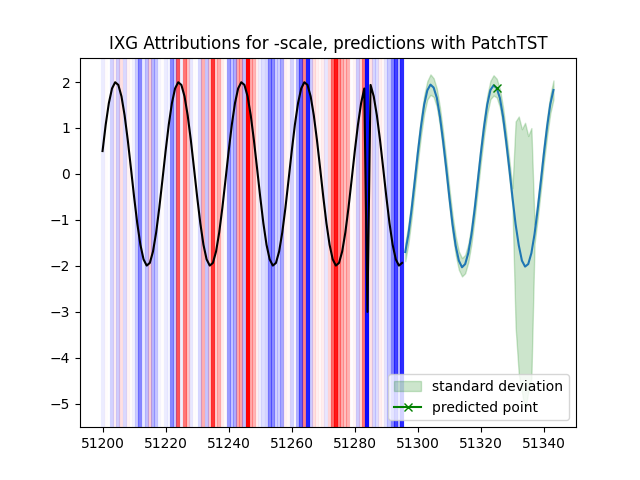 IXG Attributions for -scale, predictions with PatchTST
2
1
0
−1
−2
−3
−4
−5
standard deviation
predicted point
51200 51220 51240 51260 51280 51300 51320 51340